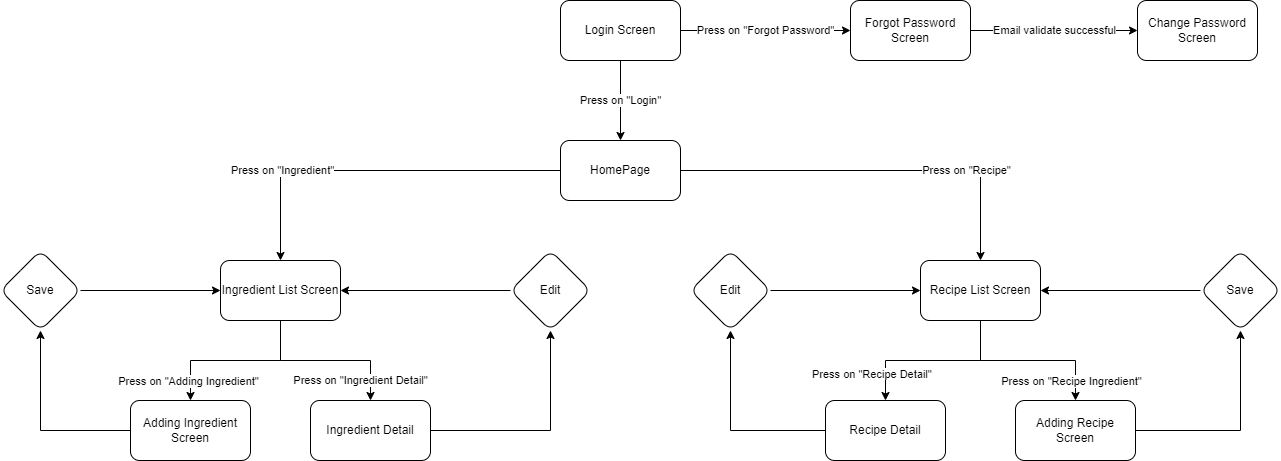 Login Screen
Press on "Forgot Password"
Forgot Password
Screen
Email validate successful
Change Password
Screen
Press on "Login"
HomePage
Press on "Ingredient"
Press on "Recipe"
Save
Ingredient List Screen
Edit
Edit
Recipe List Screen
Save
Press on "Adding Ingredient"
Press on "Ingredient Detail"
Press on "Recipe Detail"
Press on "Recipe Ingredient"
Adding Ingredient
Screen
Ingredient Detail
Recipe Detail
Adding Recipe
Screen